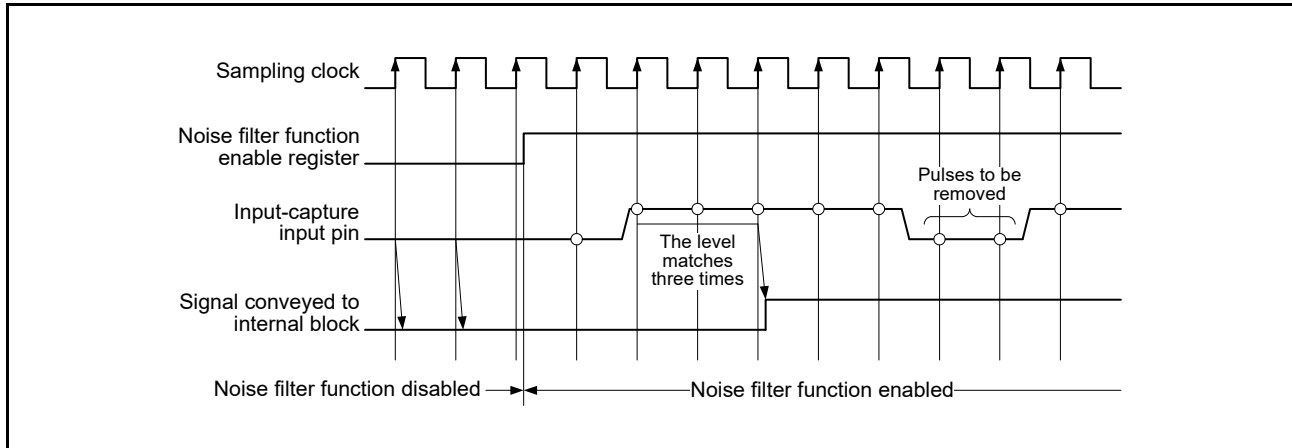 Sampling clock
Noise filter function
enable register
Pulses to be
removed
Input-capture
input pin
The level
matches
three times
Signal conveyed to
internal block
Noise filter function disabled
Noise filter function enabled